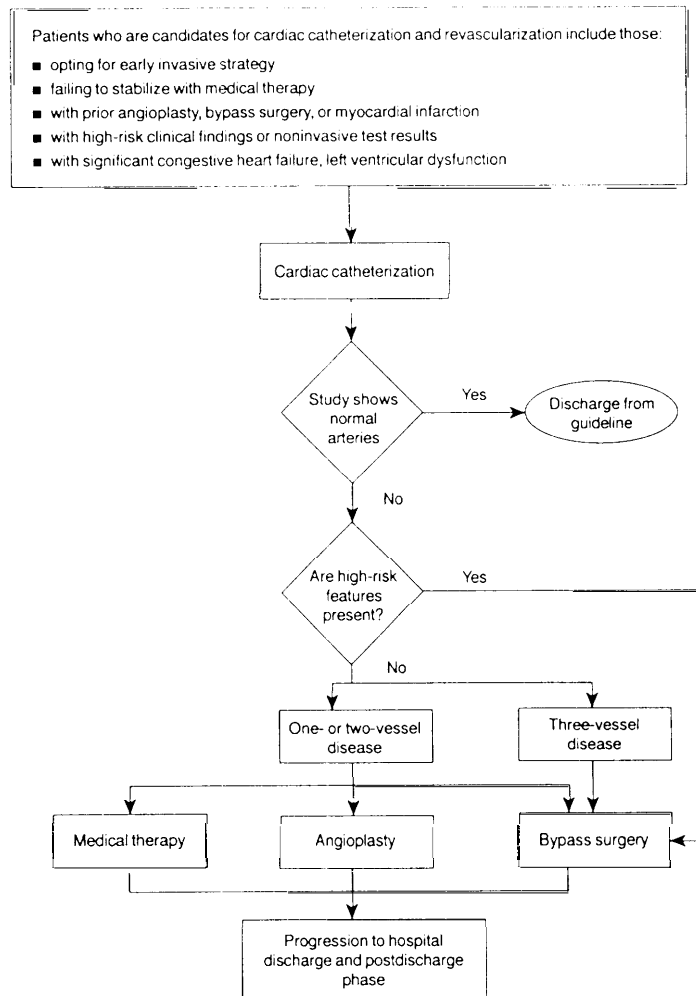 Patients who are candidates for cardiac catheterization and revascularization include those:
■ opting for early invasive strategy
■ failing to stabilize with medical therapy
■ with prior angioplasty, bypass surgery, or myocardial infarction
■ with high-risk clinical findings or noninvasive test results
■ with significant congestive heart failure, left ventricular dysfunction
Cardiac catheterization
Study shows
normal
arteries
Yes
Discharge from
guideline
No
Are high-risk
features
present?
Yes
No
One- or two-vessel
disease
Three-vessel
disease
Medical therapy
Angioplasty
Bypass surgery
Progression to hospital
discharge and postdischarge
phase